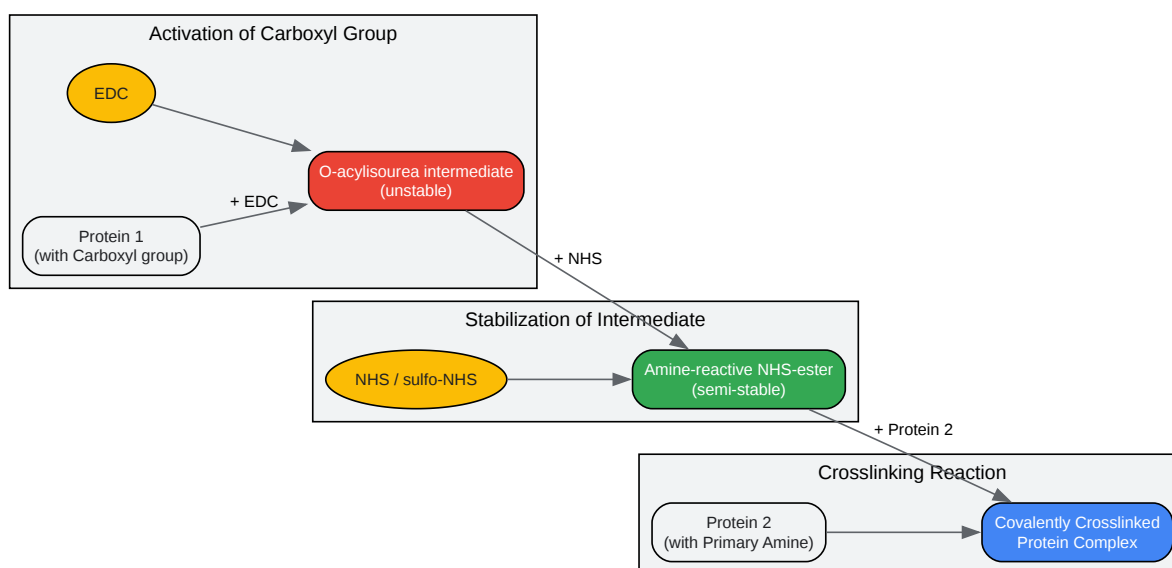 Activation of Carboxyl Group
EDC
O-acylisourea intermediate
(unstable)
+ EDC
Protein 1
(with Carboxyl group)
+ NHS
Stabilization of Intermediate
NHS / sulfo-NHS
Amine-reactive NHS-ester
(semi-stable)
+ Protein 2
Crosslinking Reaction
Protein 2
(with Primary Amine)
Covalently Crosslinked
Protein Complex